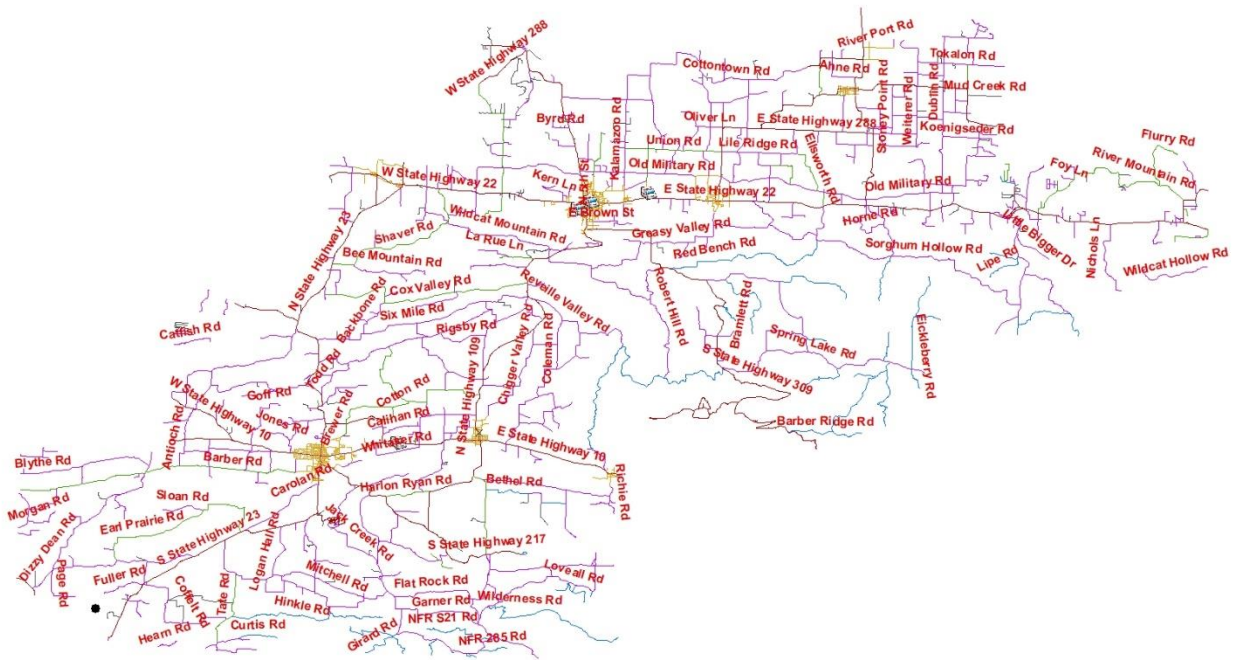 River Port Rd
W State Highway 288
Tokalon Rd
Cottontown Rd
Ahne Rd
Mud Creek Rd
Stoney Point Rd
Weiterer Rd
Dublin Rd
Byrd Rd
Kalamazoo Rd
Oliver Ln
E State Highway 288
Koenigseder Rd
Flurry Rd
Union Rd
Lile Ridge Rd
Ellsworth Rd
Foy Ln
River Mountain Rd
Old Military Rd
W State Highway 22
Kern Ln
E State Highway 22
Old Military Rd
E Brown St
Wildcat Mountain Rd
Greasy Valley Rd
Horne Rd
N State Highway 23
Shaver Rd
La Rue Ln
Red Bench Rd
Sorghum Hollow Rd
Little Bigger Dr
Nichols Ln
Bee Mountain Rd
Lipe Rd
Wildcat Hollow Rd
Backbone Rd
Cox Valley Rd
Reveille Valley Rd
Robert Hill Rd
Bramlett Rd
Catfish Rd
Six Mile Rd
Rigsby Rd
Spring Lake Rd
Eickleberry Rd
Todd Rd
N State Highway 109
Chigger Valley Rd
Coleman Rd
S State Highway 309
W State Highway 10
Goff Rd
Cotton Rd
Antioch Rd
Jones Rd
Brewer Rd
Calihan Rd
Barber Ridge Rd
Whitaker Rd
E State Highway 10
Blythe Rd
Barber Rd
Carolan Rd
Harlon Ryan Rd
Bethel Rd
Richie Rd
Morgan Rd
Sloan Rd
Dizzy Dean Rd
Earl Prairie Rd
S State Highway 23
Logan Hall Rd
Jack Creek Rd
S State Highway 217
Page Rd
Fuller Rd
Coffelt Rd
Tate Rd
Mitchell Rd
Flat Rock Rd
Loveall Rd
Hinkle Rd
Garner Rd
Wilderness Rd
Hearn Rd
Curtis Rd
Girard Rd
NFR S21 Rd
NFR 265 Rd